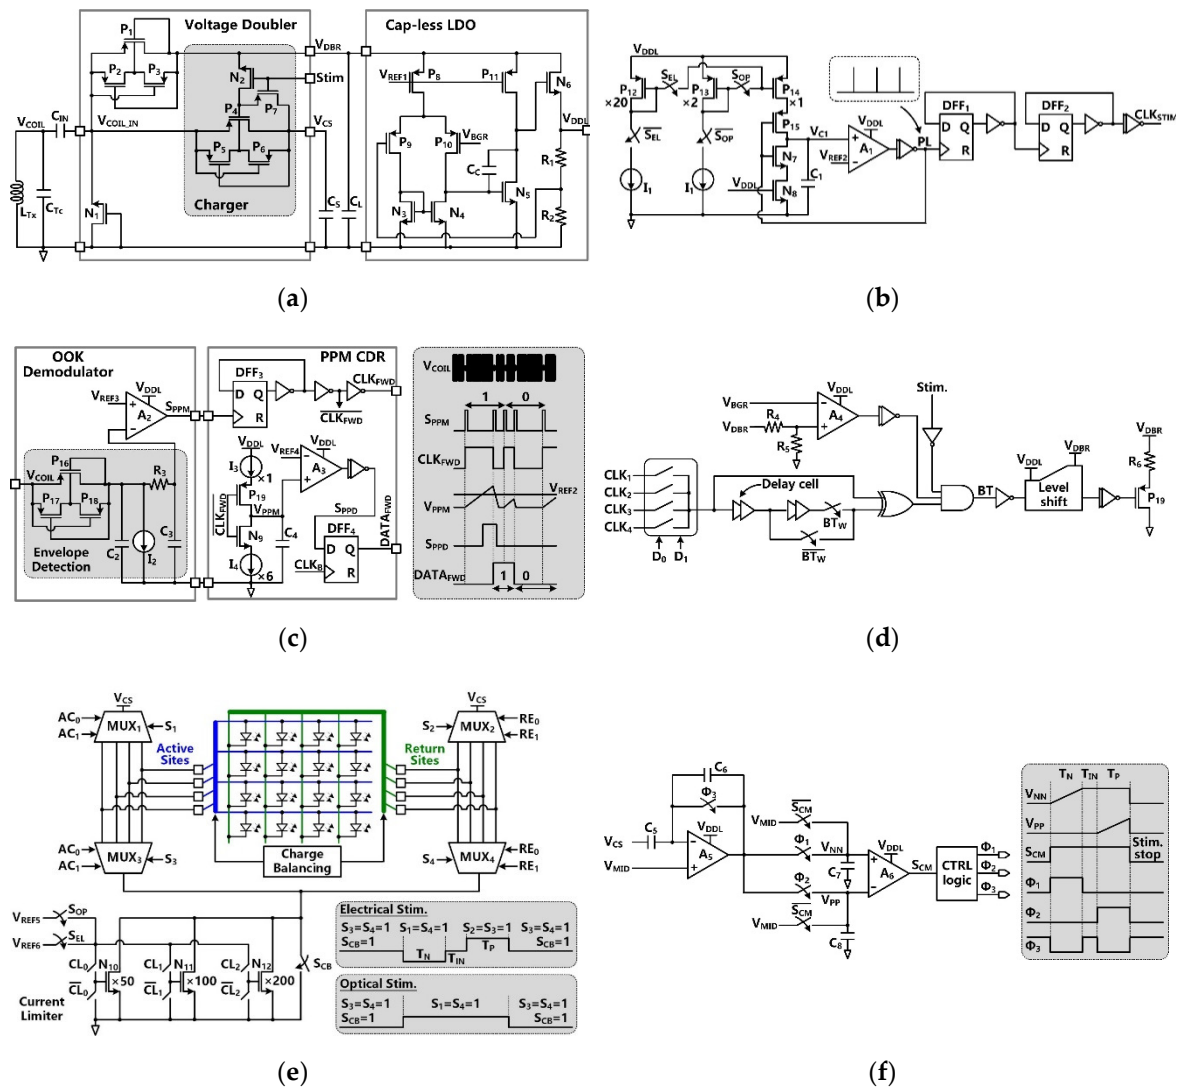 Voltage Doubler
Cap-less LDO
P1
P2
P3
VDBR
N2
Stim
P7
P4
VCOIL
CIN
VCOIL_IN
VCS
P5
P6
Charger
N1
LTx
CTc
CS
CL
VREF1
P8
P11
N6
VDDL
P9
P10
VBGR
R1
CC
N5
N3
N4
R2
(a)
VDDL
P12
×20
SEL
P13
×2
SOP
P14
×1
P15
SEL
SOP
I1
I1
VC1
N7
VDDL
N8
C1
VREF2
A1
VDDL
PL
DFF1
D Q
R
DFF2
D Q
R
CLKSTIM
(b)
OOK
Demodulator
VREF3
VDDL
A2
SPPM
VCOIL
P16
R3
P17
P18
Envelope
Detection
C2
I2
C3
PPM CDR
DFF3
D Q
R
CLKFWD
CLKFWD
VDDL
I3
×1
VREF4
VDDL
A3
P19
VPPM
CLKFWD
N9
C4
SPPD
DFF4
D Q
R
DATAFWD
I4
×6
CLKB
VCOIL
1 0
SPPM
CLKFWD
VREF2
VPPM
SPPD
DATAFWD
1 0
(c)
VBGR
VDBR
R4
R5
VDDL
A4
Stim.
CLK1
CLK2
CLK3
CLK4
D0 D1
Delay cell
BTW
BTW
BT
VDDL
VDBR
Level
shift
VDBR
R6
P19
(d)
VCS
AC0
AC1
MUX1
S1
Active
Sites
Return
Sites
VCS
S2
MUX2
RE0
RE1
AC0
AC1
MUX3
S3
Charge
Balancing
S4
MUX4
RE0
RE1
VREF5
SOP
VREF6
SEL
CL0
N10
×50
CL1
N11
×100
CL2
N12
×200
SCB
CL0
CL1
CL2
Current
Limiter
Electrical Stim.
S3=S4=1 S1=S4=1 S2=S3=1 S3=S4=1
SCB=1 TN TIN TP SCB=1
Optical Stim.
S3=S4=1 S1=S4=1 S3=S4=1
SCB=1 SCB=1
(e)
C6
Φ3
VCS
C5
VDDL
A5
VMID
VMID
SCM
Φ1
VNN
C7
Φ2
VPP
VMID
SCM
C8
VDDL
A6
SCM
CTRL
logic
Φ1
Φ2
Φ3
TN TIN TP
VNN
VPP
SCM
Stim.
stop
Φ1
Φ2
Φ3
(f)